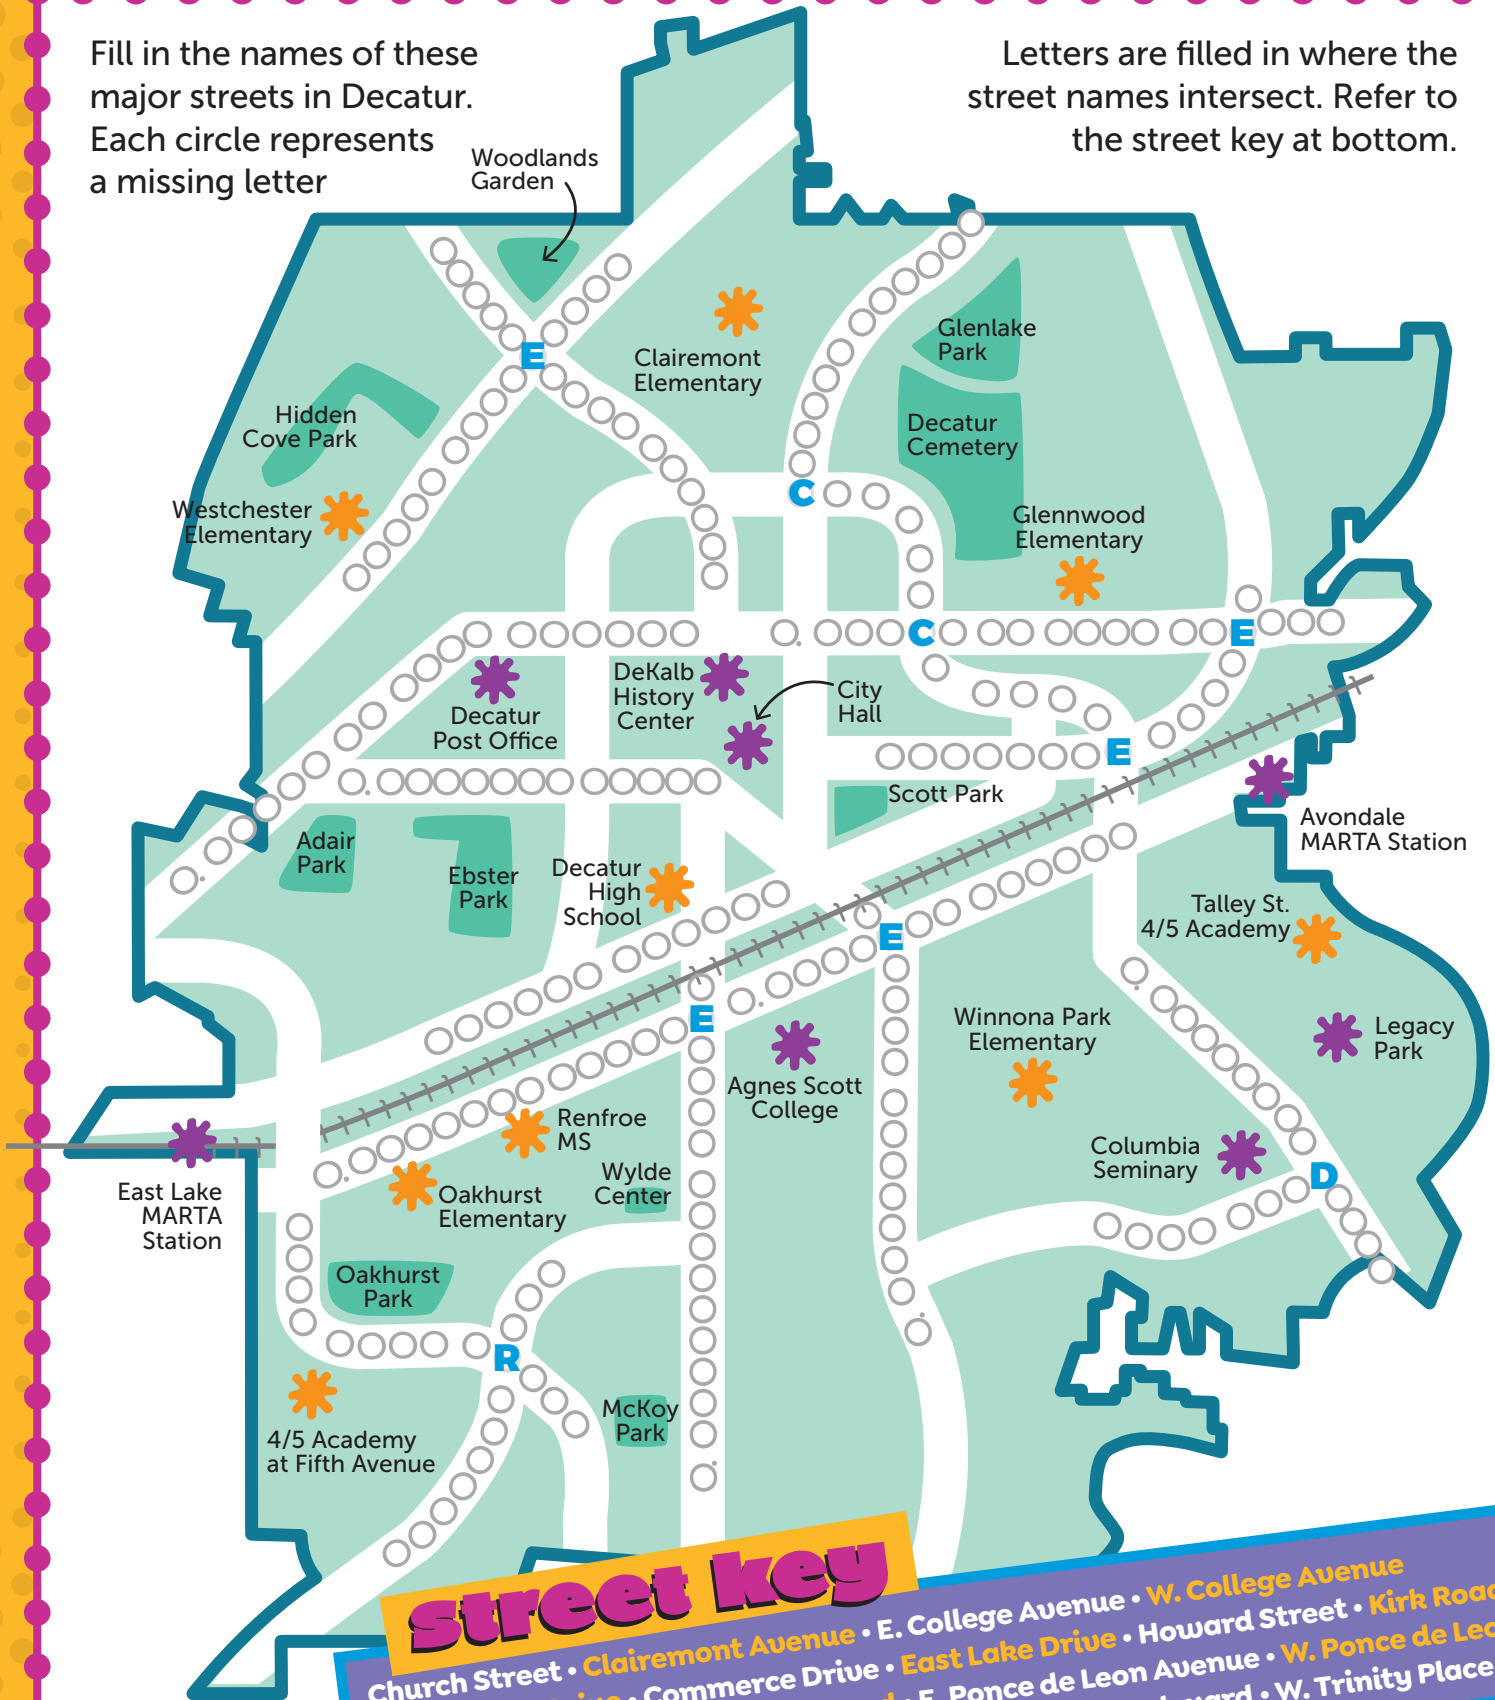 Fill in the names of these
major streets in Decatur.
Each circle represents
a missing letter
Letters are filled in where the
street names intersect. Refer to
the street key at bottom.
Woodlands
Garden
E
Clairemont
Elementary
Glenlake
Park
Hidden
Cove Park
Decatur
Cemetery
Westchester
Elementary
C
Glennwood
Elementary
C
E
DeKalb
History
Center
City
Hall
Decatur
Post Office
E
Scott Park
Avondale
MARTA Station
Adair
Park
Ebster
Park
Decatur
High
School
Talley St.
4/5 Academy
E
E
Winnona Park
Elementary
Legacy
Park
Agnes Scott
College
Renfroe
MS
Columbia
Seminary
D
Wylde
Center
Oakhurst
Elementary
East Lake
MARTA
Station
Oakhurst
Park
R
McKoy
Park
4/5 Academy
at Fifth Avenue
street key
Church Street • Clairemont Avenue • E. College Avenue • W. College Avenue
• Commerce Drive • East Lake Drive • Howard Street • Kirk Road
• E. Ponce de Leon Avenue • W. Ponce de
• W. Trinity Place